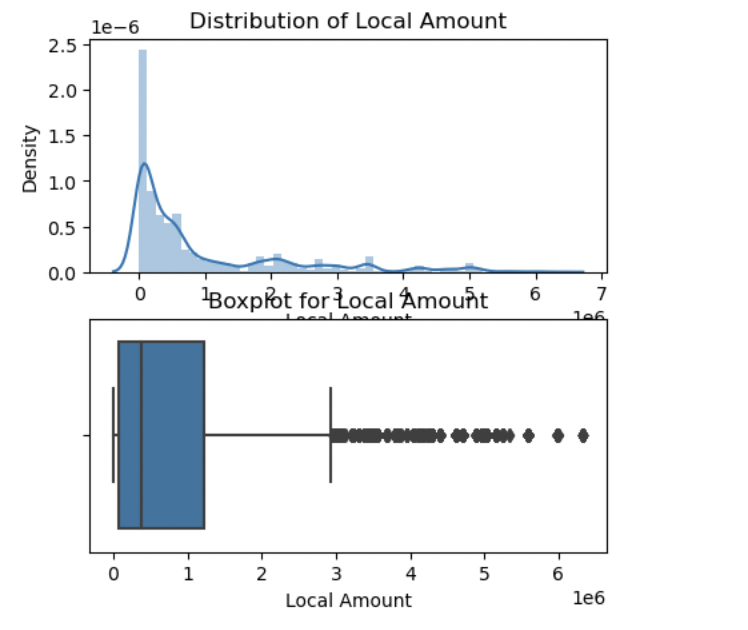 Distribution of Local Amount
1e−6
2.5
2.0
1.5
1.0
0.5
0.0
Density
0 1 2 3 4 5 6 7
1e6
Local Amount
Boxplot for Local Amount
0 1 2 3 4 5 6
1e6
Local Amount